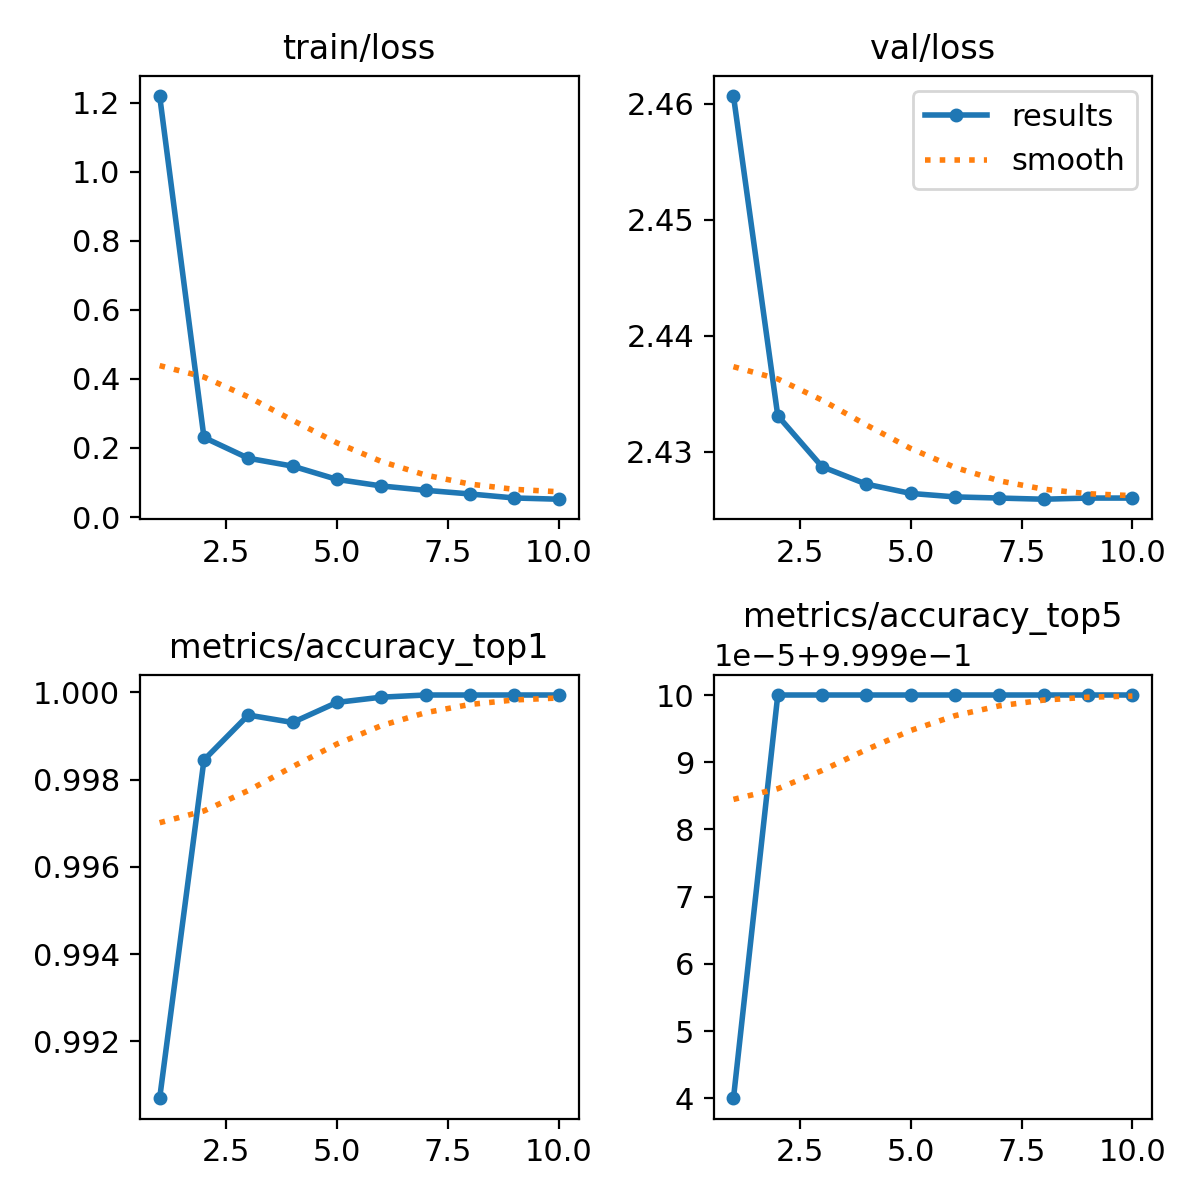 train/loss
1.2
1.0
0.8
0.6
0.4
0.2
0.0
2.5 5.0 7.5 10.0
val/loss
results
smooth
2.46
2.45
2.44
2.43
2.5 5.0 7.5 10.0
metrics/accuracy_top1
1.000
0.998
0.996
0.994
0.992
2.5 5.0 7.5 10.0
metrics/accuracy_top5
1e−5+9.999e−1
10
9
8
7
6
5
4
2.5 5.0 7.5 10.0